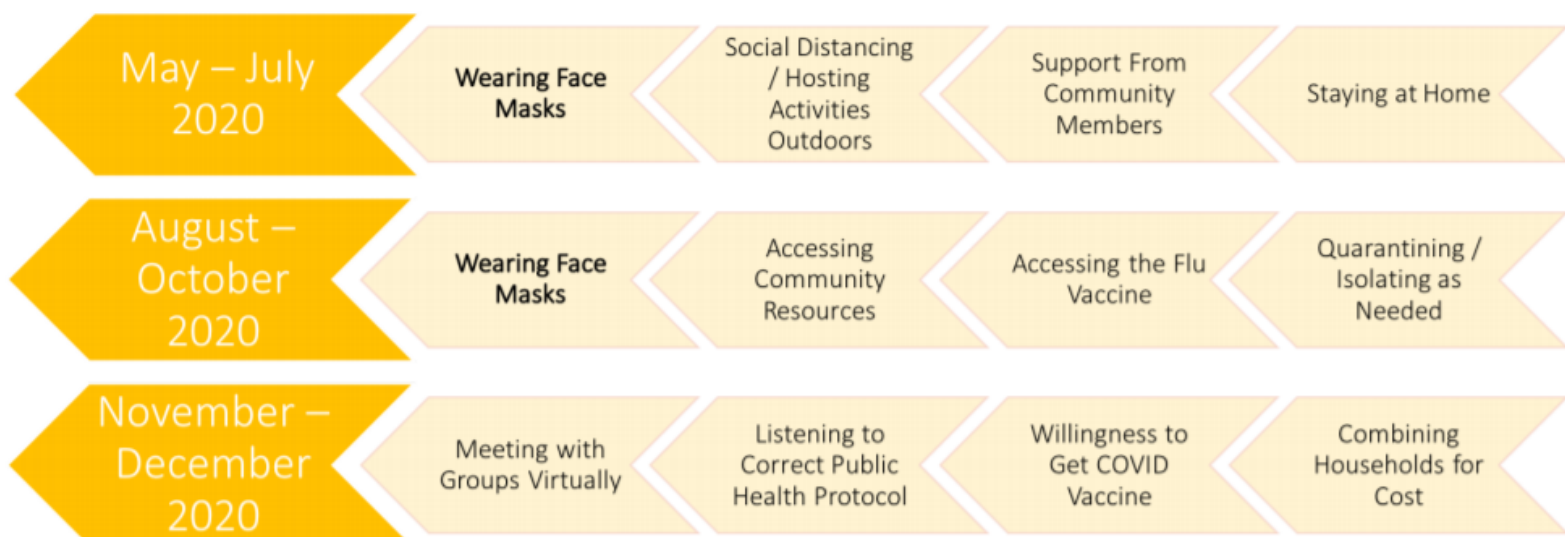 May – July
2020
Wearing Face
Masks
Social Distancing
/ Hosting
Activities
Outdoors
Support From
Community
Members
Staying at Home
August –
October
2020
Wearing Face
Masks
Accessing
Community
Resources
Accessing the Flu
Vaccine
Quarantining /
Isolating as
Needed
November –
December
2020
Meeting with
Groups Virtually
Listening to
Correct Public
Health Protocol
Willingness to
Get COVID
Vaccine
Combining
Households for
Cost